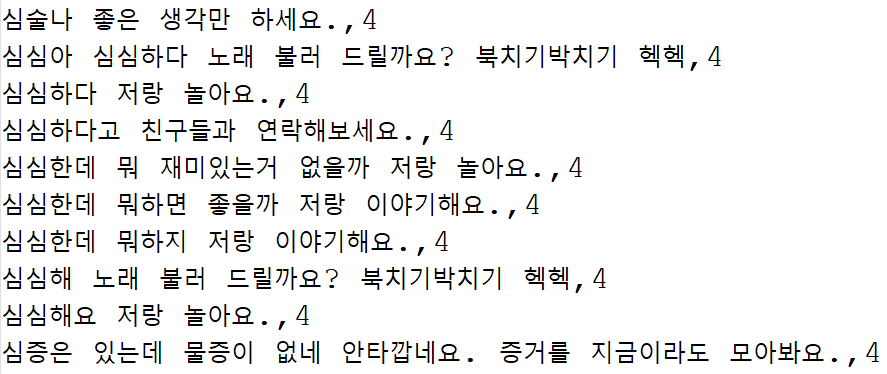 심술나 좋은 생각만 하세요.,4
심심아 심심하다 노래 불러 드릴까요? 북치기박치기 헥헥,4
심심하다 저랑 놀아요.,4
심심하다고 친구들과 연락해보세요.,4
심심한데 뭐 재미있는거 없을까 저랑 놀아요.,4
심심한데 뭐하면 좋을까 저랑 이야기해요.,4
심심한데 뭐하지 저랑 이야기해요.,4
심심해 노래 불러 드릴까요? 북치기박치기 헥헥,4
심심해요 저랑 놀아요.,4
심증은 있는데 물증이 없네 안타깝네요. 증거를 지금이라도 모아봐요.,4